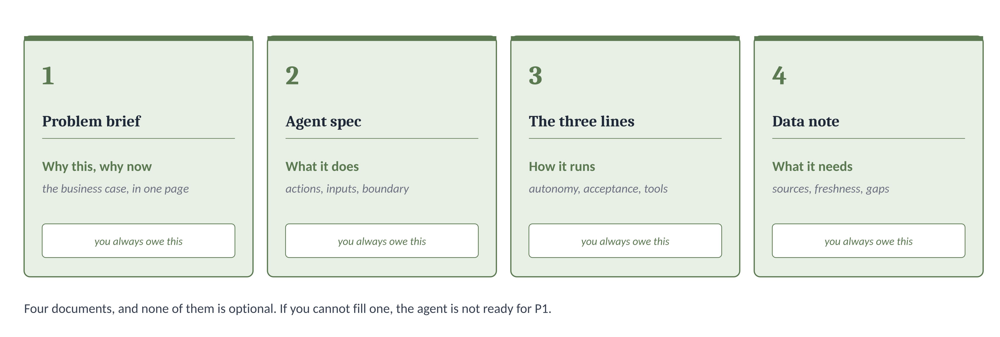 1
Problem brief
Why this, why now
the business case, in one page
you always owe this
2
Agent spec
What it does
actions, inputs, boundary
you always owe this
3
The three lines
How it runs
autonomy, acceptance, tools
you always owe this
4
Data note
What it needs
sources, freshness, gaps
you always owe this
Four documents, and none of them is optional. If you cannot fill one, the agent is not ready for P1.